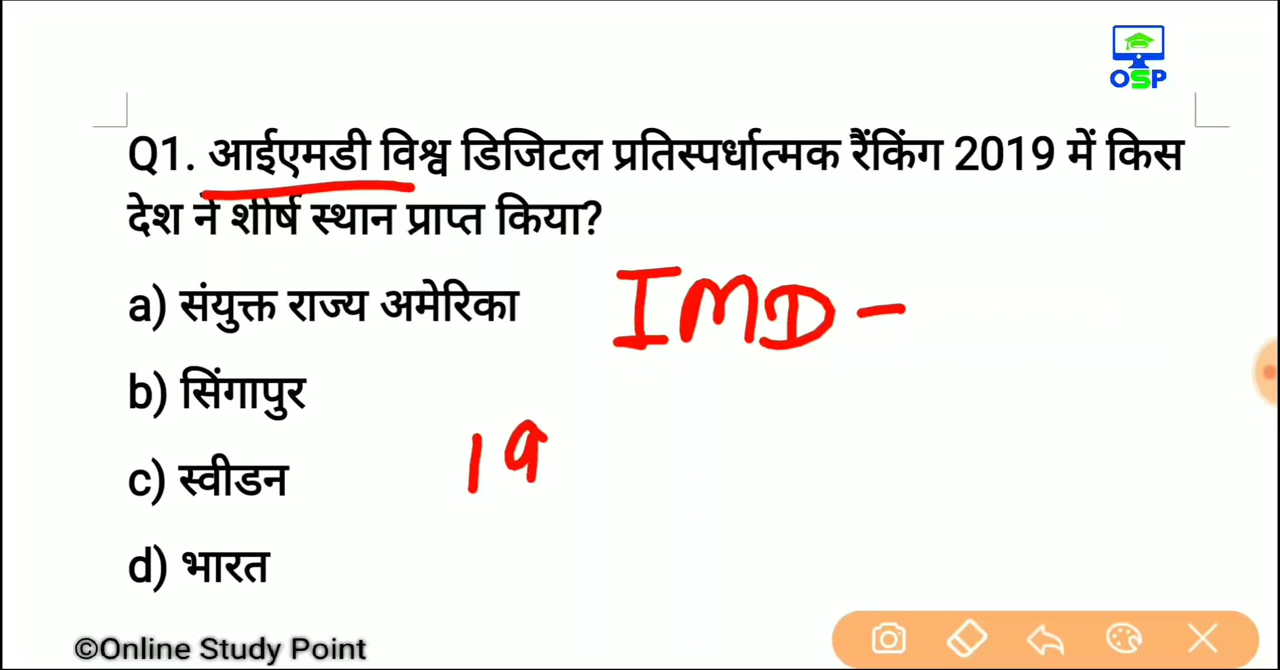 OSP
Q1. आईएमडी विश्व डिजिटल प्रतिस्पर्धात्मक रैंकिंग 2019 में किस
देश ने शीर्ष स्थान प्राप्त किया?
a) संयुक्त राज्य अमेरिका
IMD -
b) सिंगापुर
19
c) स्वीडन
d) भारत
©Online Study Point